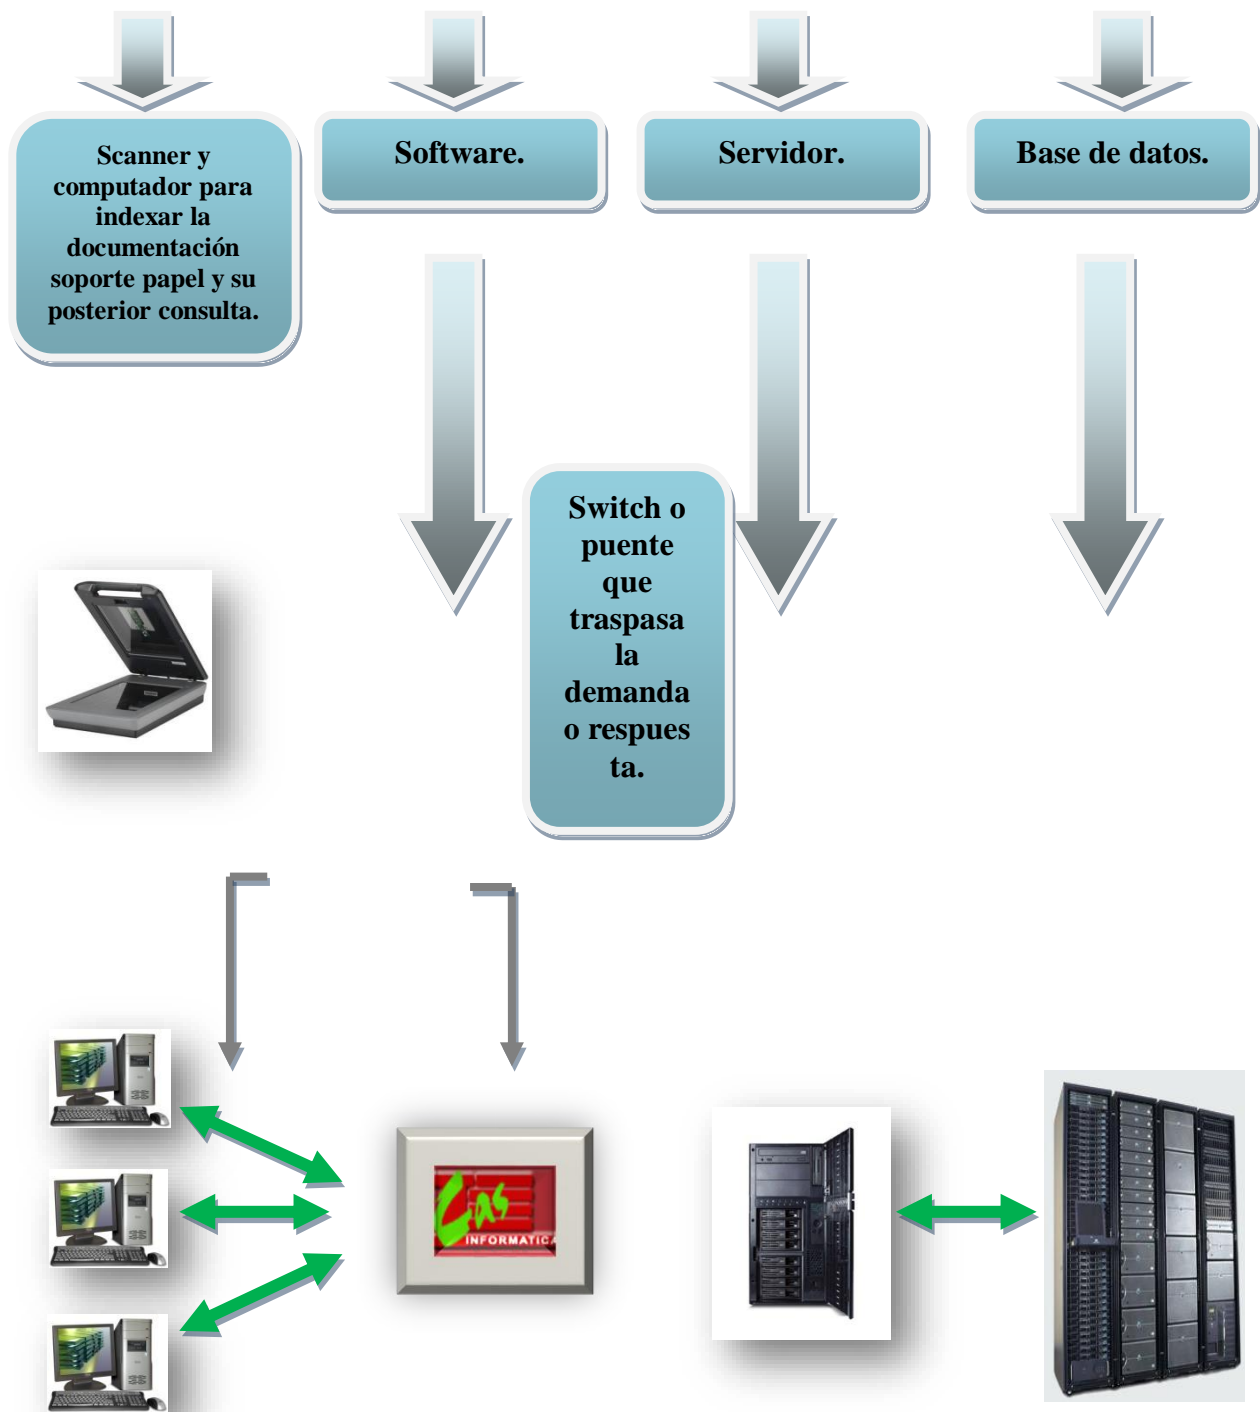 Scanner y
computador para
indexar la
documentación
soporte papel y su
posterior consulta.
Software.
Servidor.
Base de datos.
Switch o
puente
que
traspasa
la
demanda
o respues
ta.
Cas
INFORMATICA